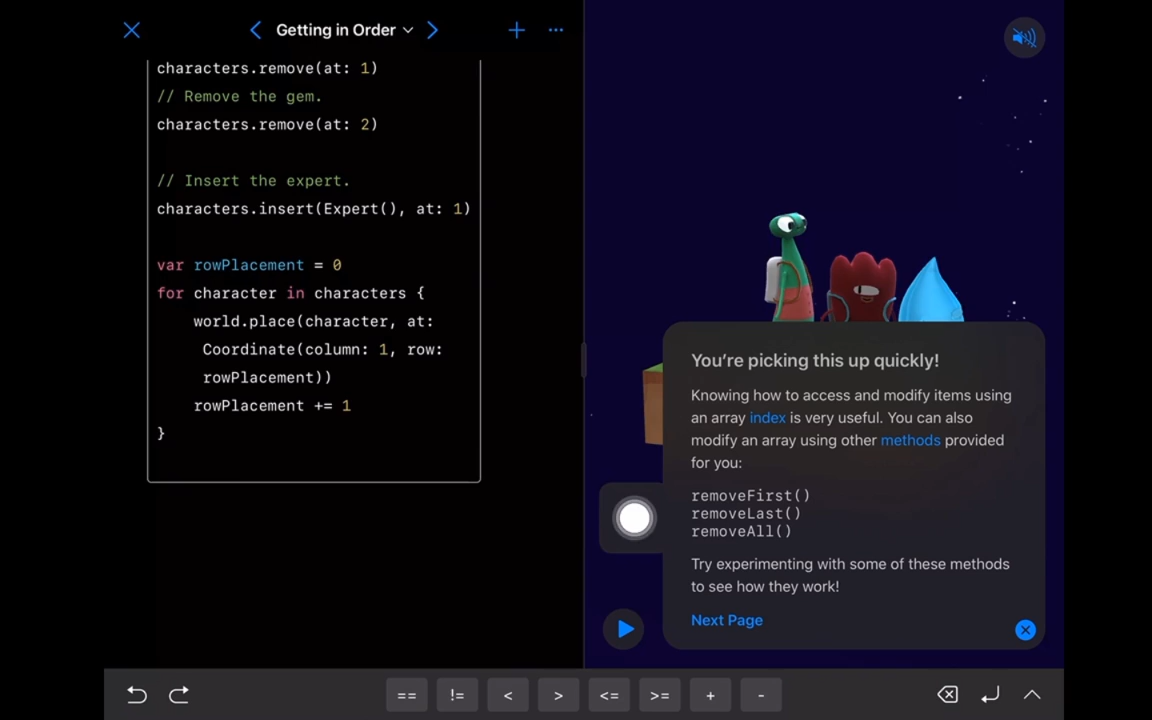 Getting in Order
characters.remove(at: 1)
// Remove the gem.
characters.remove(at: 2)
// Insert the expert.
characters.insert(Expert(), at: 1)
var rowPlacement = 0
for character in characters {
world.place(character, at:
Coordinate(column: 1, row:
rowPlacement))
rowPlacement += 1
}
You’re picking this up quickly!
Knowing how to access and modify items using
an array index is very useful. You can also
modify an array using other methods provided
for you:
removeFirst()
removeLast()
removeAll()
Try experimenting with some of these methods
to see how they work!
Next Page
== != < > <= >= + -